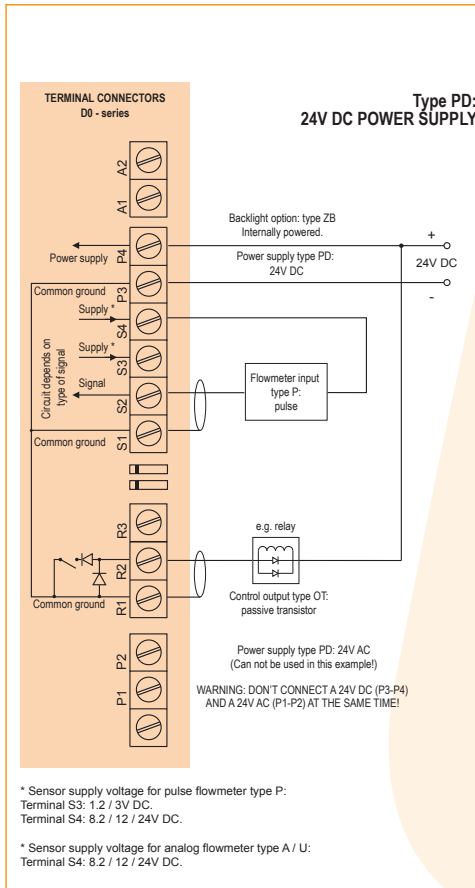 TERMINAL CONNECTORS
D0 - series
Type PD:
24V DC POWER SUPPLY
A2
A1
Backlight option: type ZB
Internally powered.
P4
Power supply
+
Power supply type PD:
24V DC
24V DC
P3
Common ground
-
Supply *
S4
Supply *
S3
Circuit depends on
type of signal
Signal
S2
Flowmeter input
type P:
pulse
Common ground
S1
R3
e.g. relay
R2
Common ground
R1
Control output type OT:
passive transistor
P2
Power supply type PD: 24V AC
(Can not be used in this example!)
P1
WARNING: DON'T CONNECT A 24V DC (P3-P4)
AND A 24V AC (P1-P2) AT THE SAME TIME!
* Sensor supply voltage for pulse flowmeter type P:
Terminal S3: 1.2 / 3V DC.
Terminal S4: 8.2 / 12 / 24V DC.
* Sensor supply voltage for analog flowmeter type A / U:
Terminal S4: 8.2 / 12 / 24V DC.